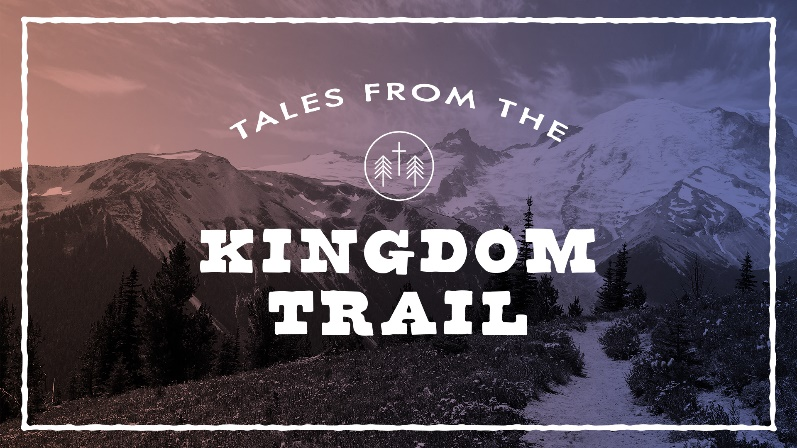 TALES FROM THE
KINGDOM
TRAIL